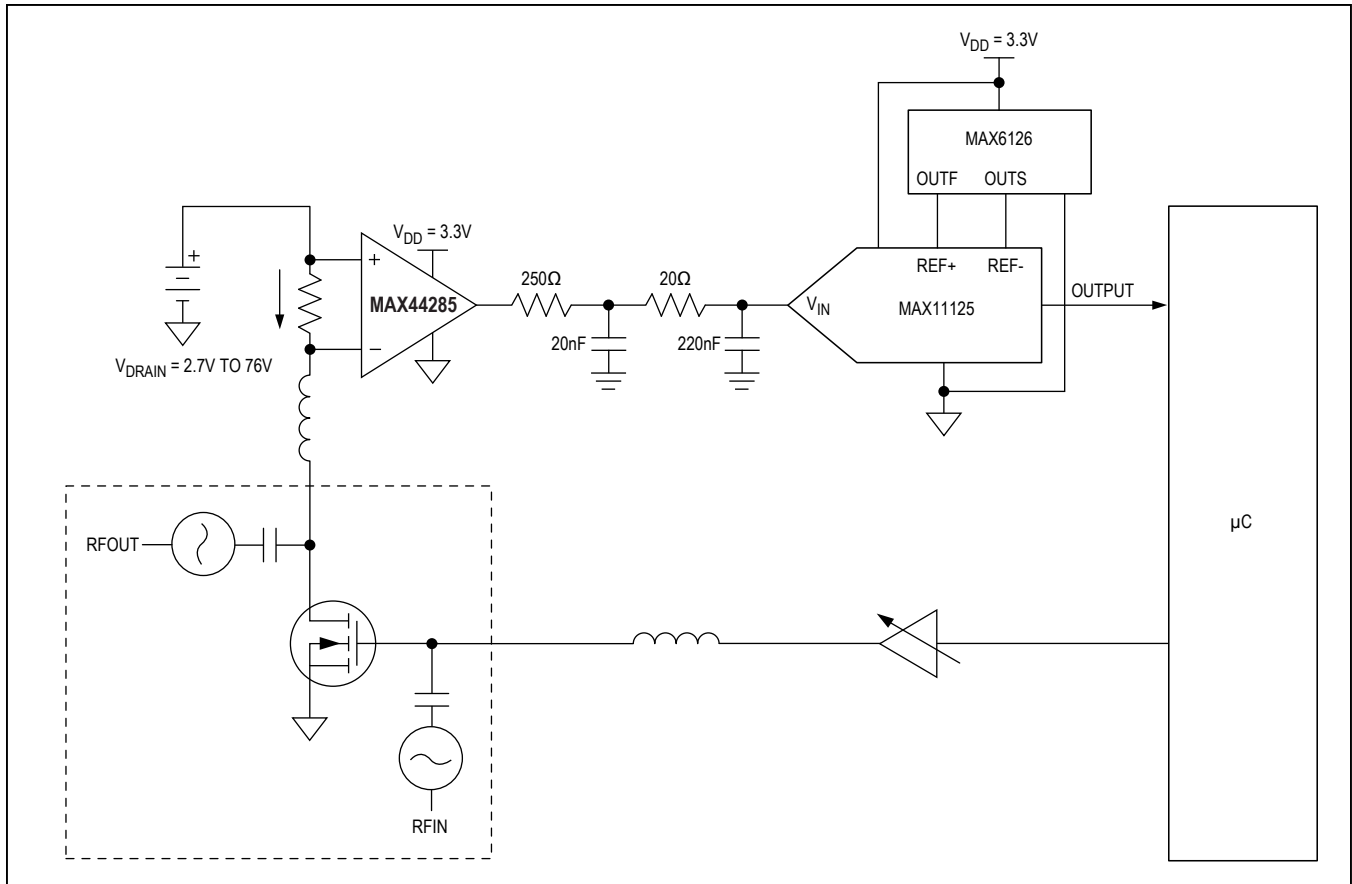 V_DD = 3.3V
MAX6126
OUTF OUTS
V_DD = 3.3V
+
+
MAX44285
−
250Ω
20Ω
20nF
220nF
V_IN
REF+ REF-
MAX11125
OUTPUT
V_DRAIN = 2.7V TO 76V
µC
RFOUT
RFIN